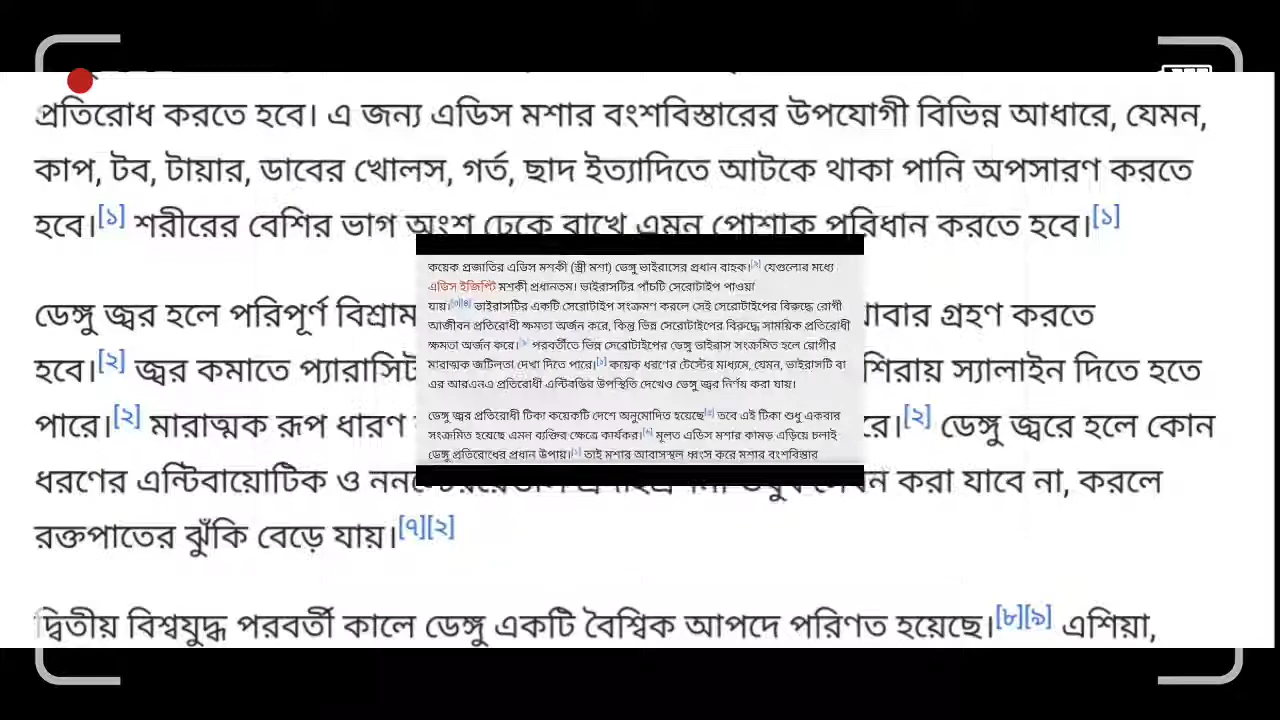 প্রতিরোধ করতে হবে। এ জন্য এডিস মশার বংশবিস্তারের উপযোগী বিভিন্ন আধারে, যেমন,
কাপ, টব, টায়ার, ডাবের খোলস, গর্ত, ছাদ ইত্যাদিতে আটকে থাকা পানি অপসারণ করতে
হবে।[১] শরীরের বেশির ভাগ অংশ ঢেকে রাখে এমন পোশাক পরিধান করতে হবে।[১]
ডেঙ্গু জ্বর হলে পরিপূর্ণ বিশ্রাম গ্রহণ করতে
হবে।[২] জ্বর কমাতে শিরায় স্যালাইন দিতে হতে
পারে।[২] মারাত্মক রূপ ধারণ [২] ডেঙ্গু জ্বরে হলে কোন
ধরণের এন্টিবায়োটিক ও করা যাবে না, করলে
রক্তপাতের ঝুঁকি বেড়ে যায়।[৭][২]
দ্বিতীয় বিশ্বযুদ্ধ পরবর্তী কালে ডেঙ্গু একটি বৈশ্বিক আপদে পরিণত হয়েছে।[৮][৯] এশিয়া,
কয়েক প্রজাতির এডিস মশকী (স্ত্রী মশা) ডেঙ্গু ভাইরাসের প্রধান বাহক। যেগুলোর মধ্যে
এডিস ইজিপ্টি মশকী প্রধানতম। ভাইরাসটির পাঁচটি সেরোটাইপ পাওয়া
যায়।[৩][৪] ভাইরাসটির একটি সেরোটাইপ সংক্রমণ করলে সেই সেরোটাইপের বিরুদ্ধে রোগী
আজীবন প্রতিরোধী ক্ষমতা অর্জন করে, কিন্তু ভিন্ন সেরোটাইপের বিরুদ্ধে সাময়িক প্রতিরোধী
ক্ষমতা অর্জন করে। পরবর্তীতে ভিন্ন সেরোটাইপের ডেঙ্গু ভাইরাস সংক্রমিত হলে রোগীর
মারাত্মক জটিলতা দেখা দিতে পারে। কয়েক ধরণের টেস্টের মাধ্যমে, যেমন, ভাইরাসটি বা
এর আরএনএ প্রতিরোধী এন্টিবডির উপস্থিতি দেখেও ডেঙ্গু জ্বর নির্ণয় করা যায়।
ডেঙ্গু জ্বর প্রতিরোধী টিকা কয়েকটি দেশে অনুমোদিত হয়েছে তবে এই টিকা শুধু একবার
সংক্রমিত হয়েছে এমন ব্যক্তির ক্ষেত্রে কার্যকর। মূলত এডিস মশার কামড় এড়িয়ে চলাই
ডেঙ্গু প্রতিরোধের প্রধান উপায়। তাই মশার আবাসস্থল ধ্বংস করে মশার বংশবিস্তার